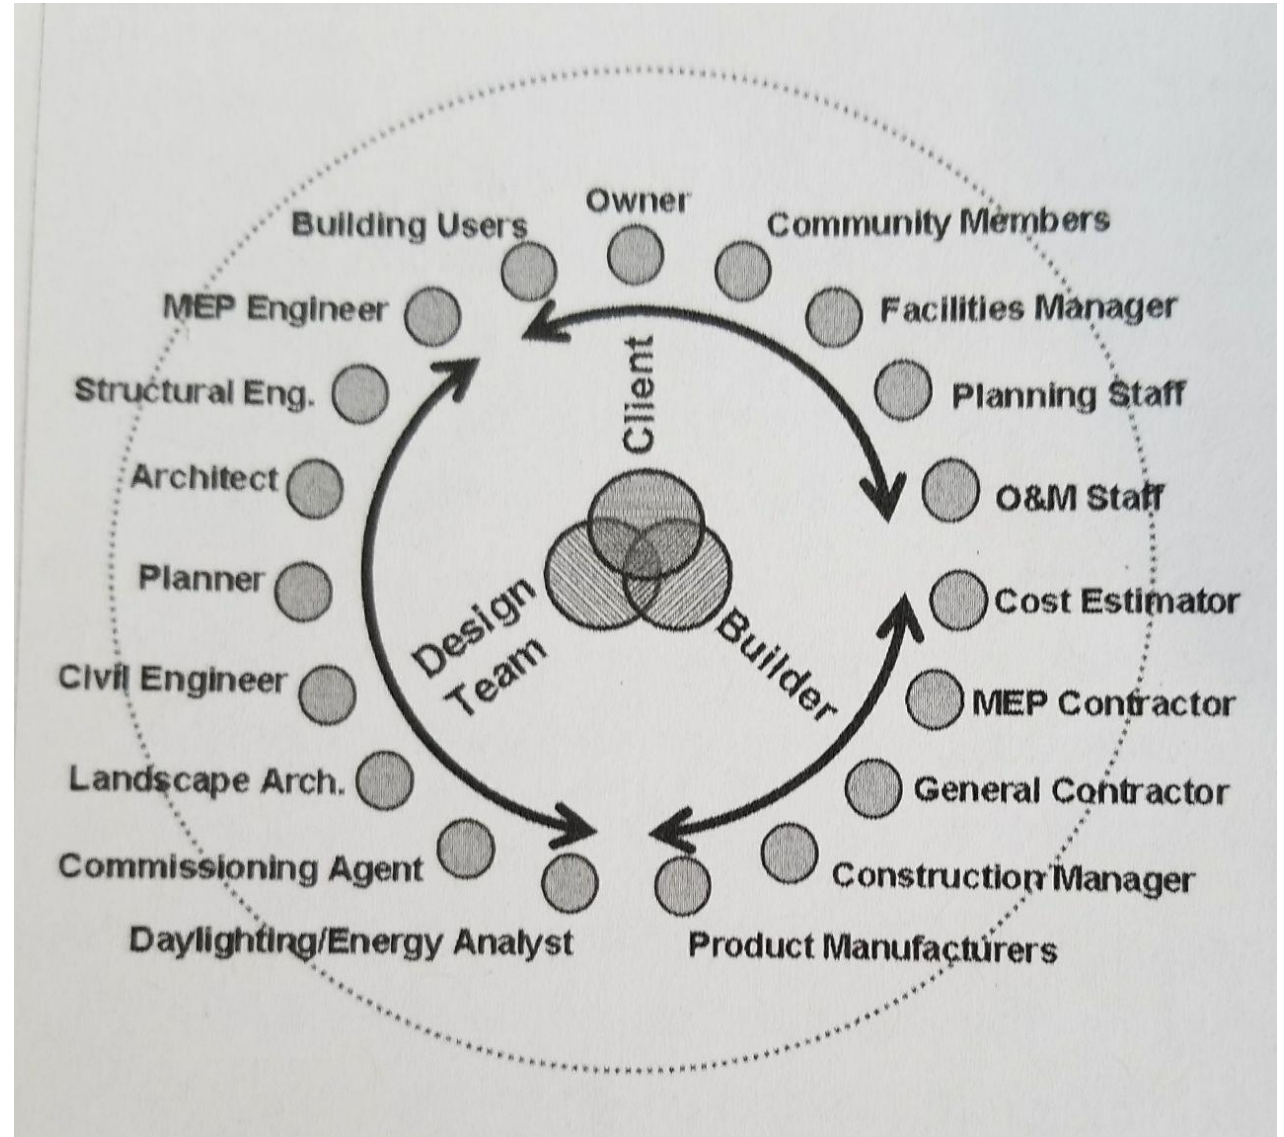 Owner
Building Users
Community Members
MEP Engineer
Facilities Manager
Structural Eng.
Planning Staff
Client
Architect
O&M Staff
Planner
Cost Estimator
Design
Team
Builder
Civil Engineer
MEP Contractor
Landscape Arch.
General Contractor
Commissioning Agent
Construction Manager
Daylighting/Energy Analyst
Product Manufacturers